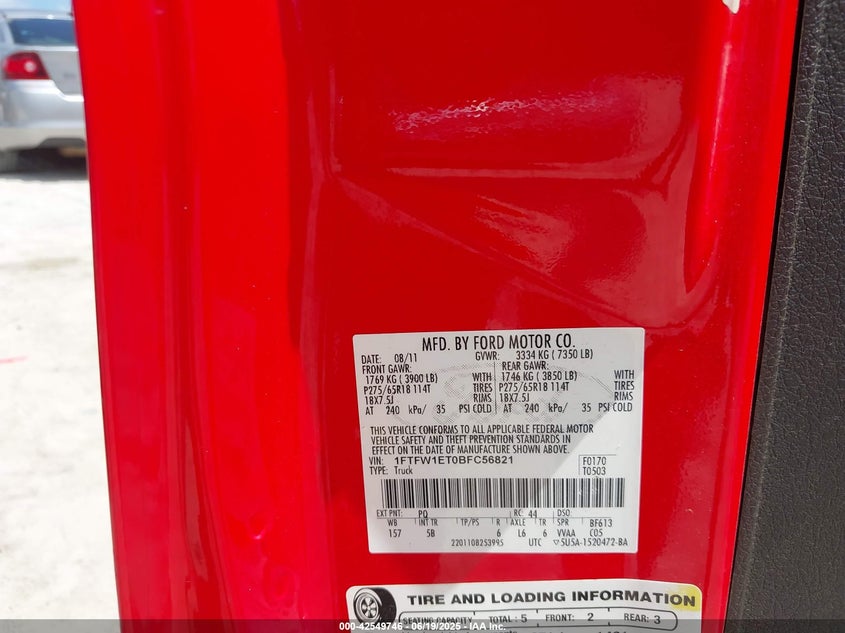 MFD. BY FORD MOTOR CO.
DATE: 08/11 GVWR: 3334 KG ( 7350 LB)
FRONT GAWR: REAR GAWR:
1769 KG ( 3900 LB) WITH 1746 KG ( 3850 LB) WITH
P275/65R18 114T TIRES P275/65R18 114T TIRES
18X7.5J RIMS 18X7.5J RIMS
AT 240 kPa/ 35 PSI COLD AT 240 kPa/ 35 PSI COLD
THIS VEHICLE CONFORMS TO ALL APPLICABLE FEDERAL MOTOR
VEHICLE SAFETY AND THEFT PREVENTION STANDARDS IN
EFFECT ON THE DATE OF MANUFACTURE SHOWN ABOVE.
VIN: 1FTFW1ET0BFC56821 F0170
TYPE: Truck T0503
EXT PNT: PQ RC: 44 DSO:
WB INT TR TP/PS R AXLE TR SPR BF613
157 5B 6 L6 6 VVAA C05
2201108253995 UTC 5U5A-1520472-BA
TIRE AND LOADING INFORMATION
SEATING CAPACITY TOTAL: 5 FRONT: 2 REAR: 3
000-42549746 - 06/19/2025 - IAA Inc.